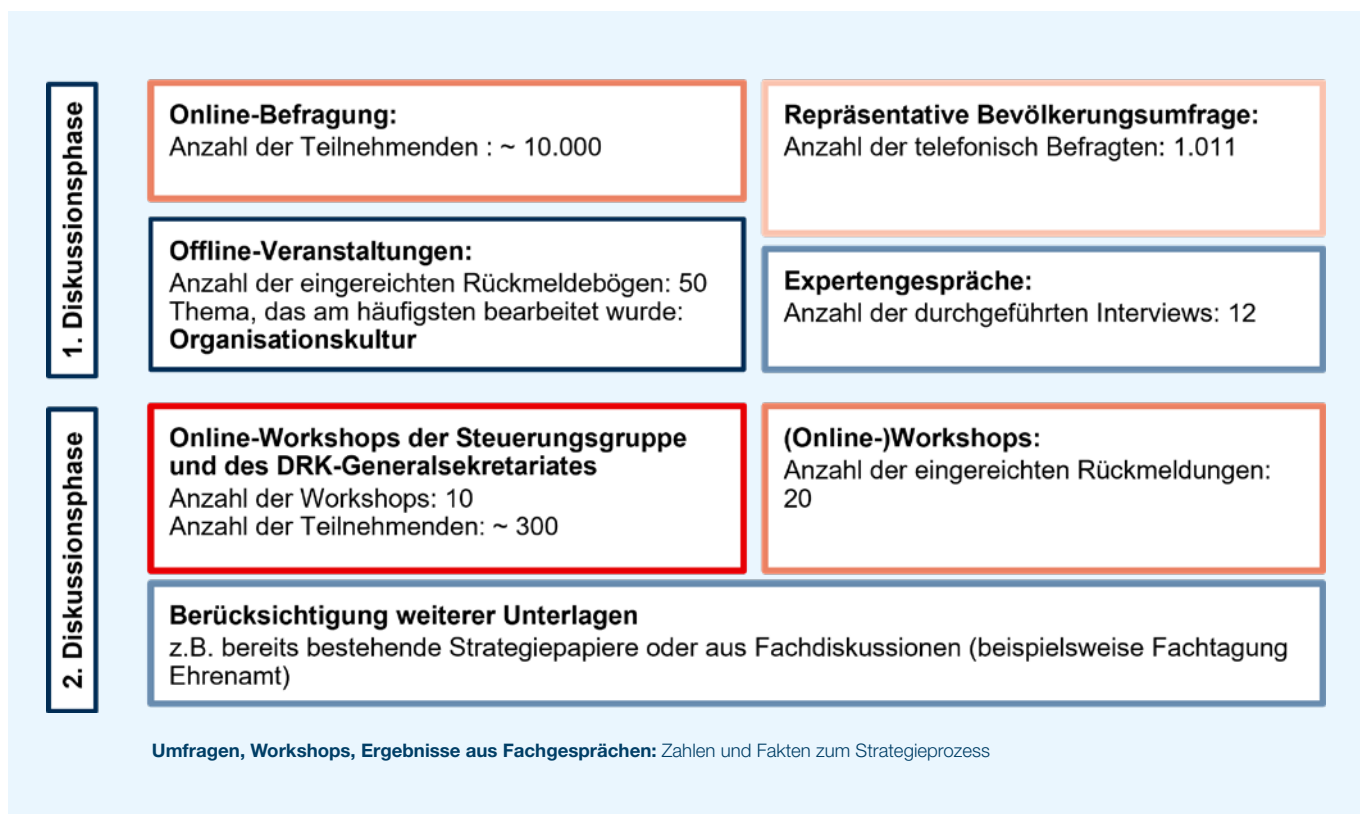 1. Diskussionsphase
Online-Befragung:
Anzahl der Teilnehmenden : ~ 10.000
Repräsentative Bevölkerungsumfrage:
Anzahl der telefonisch Befragten: 1.011
Offline-Veranstaltungen:
Anzahl der eingereichten Rückmeldebögen: 50
Thema, das am häufigsten bearbeitet wurde:
Organisationskultur
Expertengespräche:
Anzahl der durchgeführten Interviews: 12
2. Diskussionsphase
Online-Workshops der Steuerungsgruppe
und des DRK-Generalsekretariates
Anzahl der Workshops: 10
Anzahl der Teilnehmenden: ~ 300
(Online-)Workshops:
Anzahl der eingereichten Rückmeldungen:
20
Berücksichtigung weiterer Unterlagen
z.B. bereits bestehende Strategiepapiere oder aus Fachdiskussionen (beispielsweise Fachtagung
Ehrenamt)
Umfragen, Workshops, Ergebnisse aus Fachgesprächen: Zahlen und Fakten zum Strategieprozess